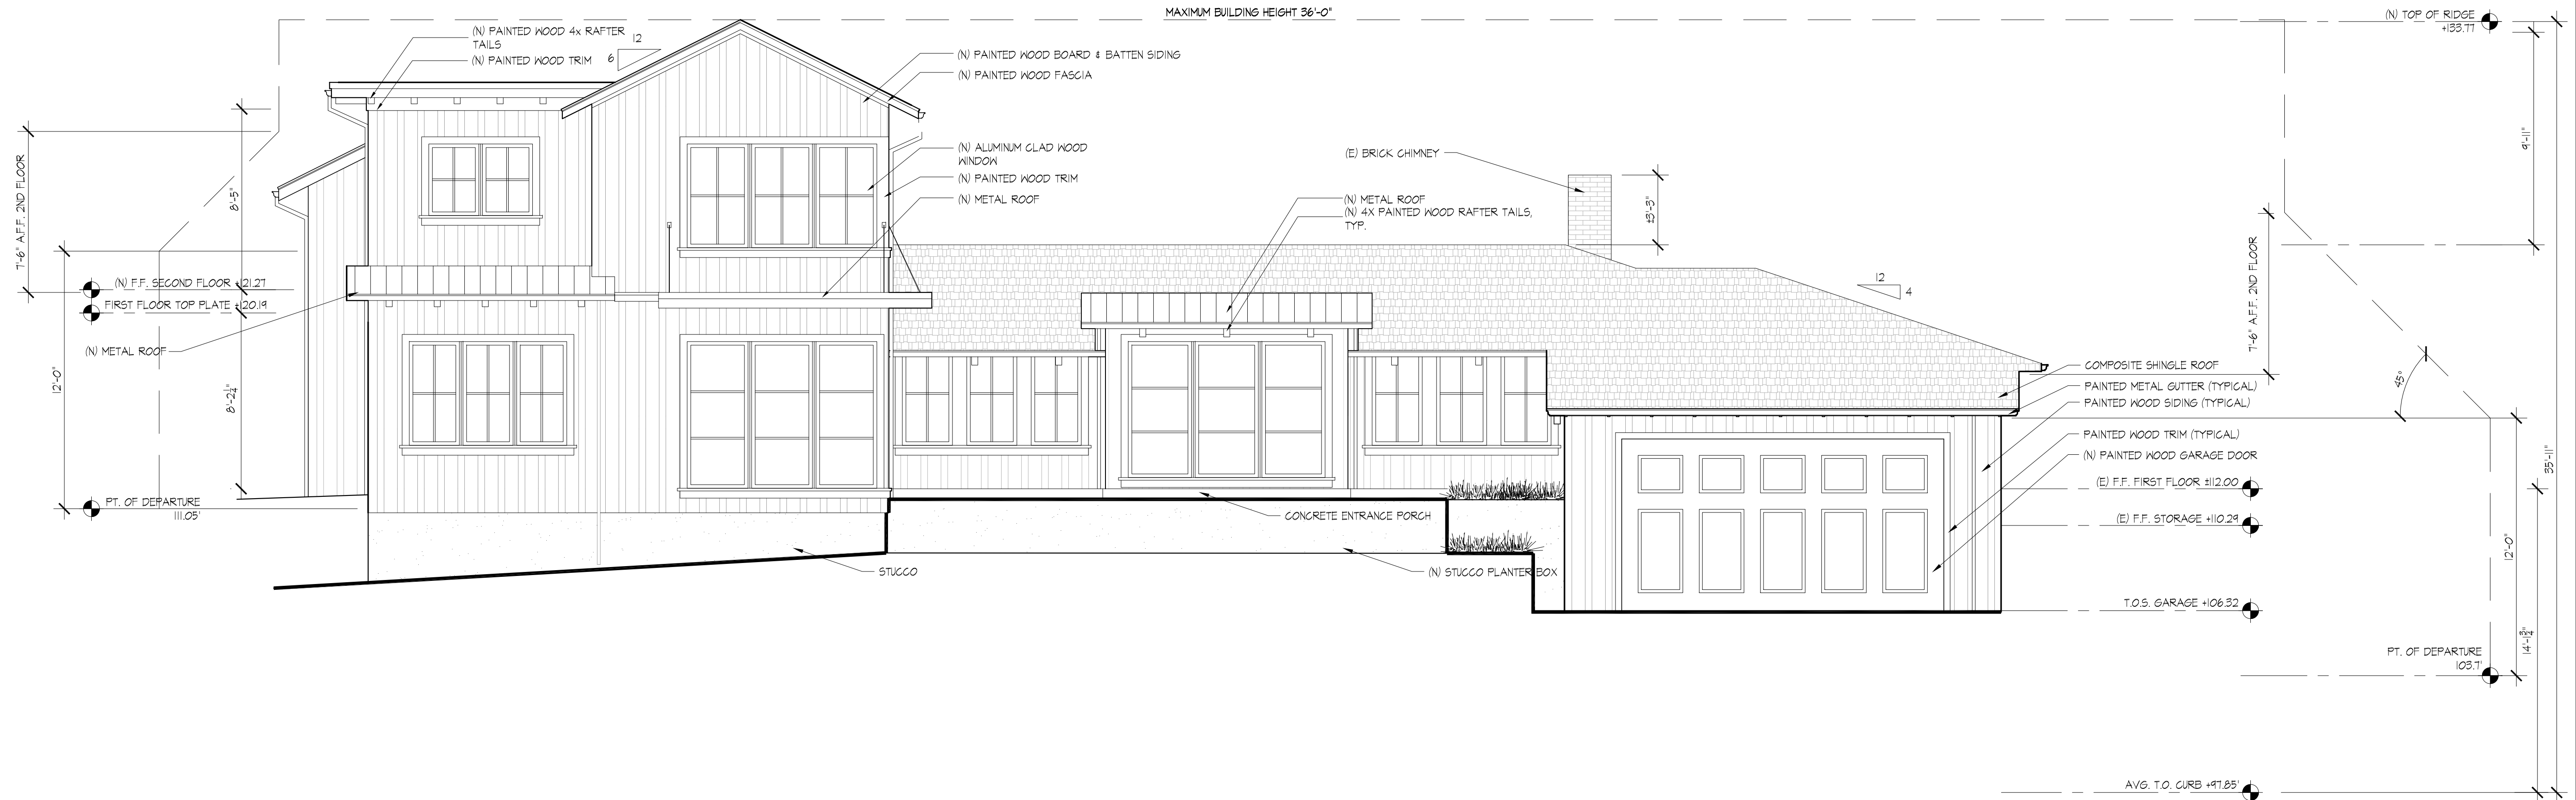 MAXIMUM BUILDING HEIGHT 36'-0"
(N) TOP OF RIDGE
+133.77
(N) PAINTED WOOD 4x RAFTER
TAILS
(N) PAINTED WOOD TRIM
12
6
(N) PAINTED WOOD BOARD & BATTEN SIDING
(N) PAINTED WOOD FASCIA
(N) ALUMINUM CLAD WOOD
WINDOW
(N) PAINTED WOOD TRIM
(N) METAL ROOF
(E) BRICK CHIMNEY
(N) METAL ROOF
(N) 4X PAINTED WOOD RAFTER TAILS,
TYP.
±3'-3"
9'-11"
7'-6" A.F.F. 2ND FLOOR
8'-5"
(N) F.F. SECOND FLOOR +121.27
FIRST FLOOR TOP PLATE +120.19
(N) METAL ROOF
12'-0"
8'-2 1/4"
PT. OF DEPARTURE
111.05'
12
4
7'-6" A.F.F. 2ND FLOOR
45°
COMPOSITE SHINGLE ROOF
PAINTED METAL GUTTER (TYPICAL)
PAINTED WOOD SIDING (TYPICAL)
PAINTED WOOD TRIM (TYPICAL)
(N) PAINTED WOOD GARAGE DOOR
(E) F.F. FIRST FLOOR ±112.00
(E) F.F. STORAGE +110.29
35'-11"
12'-0"
CONCRETE ENTRANCE PORCH
STUCCO
(N) STUCCO PLANTER BOX
T.O.S. GARAGE +106.32
14'-1 3/4"
PT. OF DEPARTURE
103.7'
AVG. T.O. CURB +97.85'